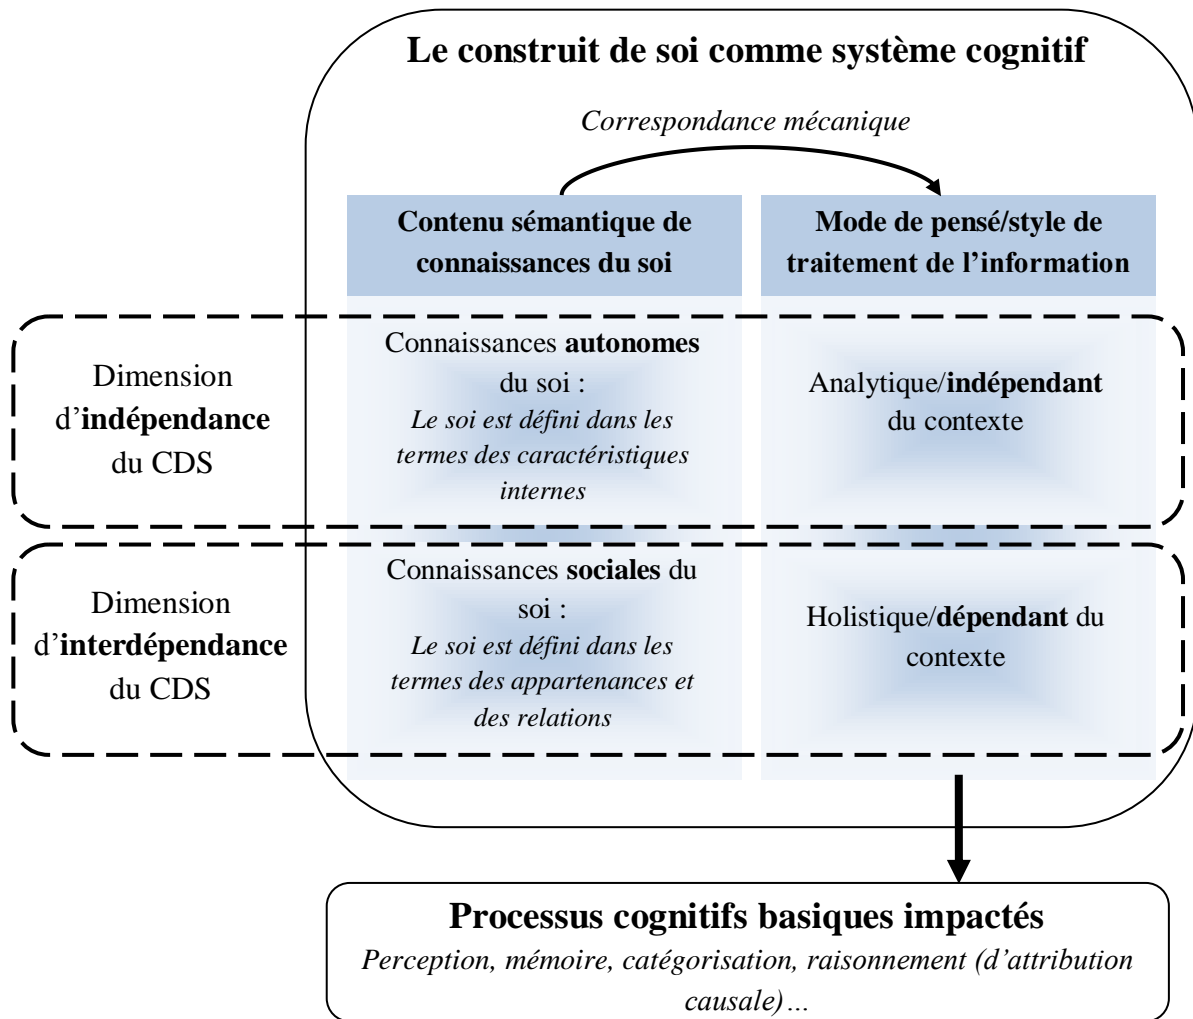 Le construit de soi comme système cognitif
Correspondance mécanique
Contenu sémantique de
connaissances du soi
Mode de pensé/style de
traitement de l’information
Dimension
d’indépendance
du CDS
Connaissances autonomes
du soi :
Le soi est défini dans les
termes des caractéristiques
internes
Analytique/indépendant
du contexte
Dimension
d’interdépendance
du CDS
Connaissances sociales du
soi :
Le soi est défini dans les
termes des appartenances et
des relations
Holistique/dépendant du
contexte
Processus cognitifs basiques impactés
Perception, mémoire, catégorisation, raisonnement (d’attribution
causale)…